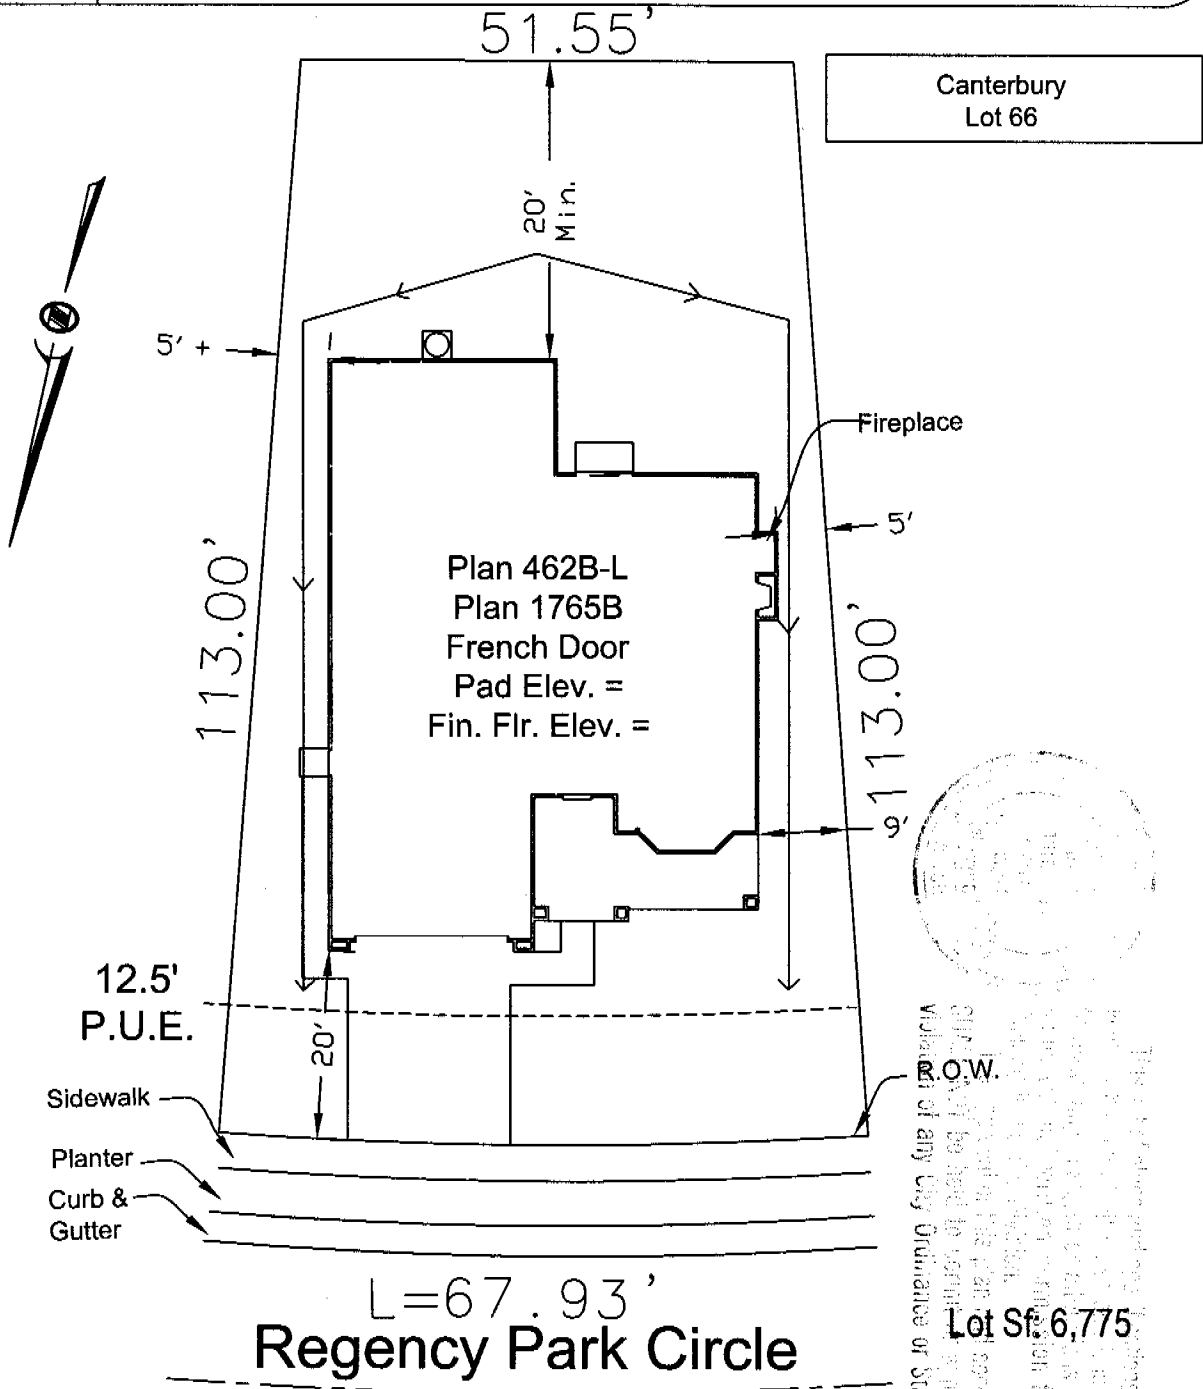 51.55'
Canterbury
Lot 66
20'
Min.
5' +
Fireplace
5'
113.00'
Plan 462B-L
Plan 1765B
French Door
Pad Elev. =
Fin. Flr. Elev. =
113.00'
9'
12.5'
P.U.E.
20'
R.O.W.
Sidewalk
Planter
Curb &
Gutter
L=67.93'
Regency Park Circle
Lot Sf: 6,775
violation of any City Ordinance or